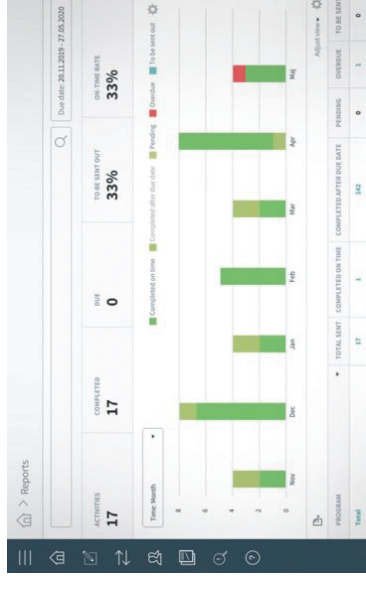 > Reports
Due date: 20.11.2019 - 27.05.2020
ACTIVITIES
17
COMPLETED
17
DUE
0
TO BE SENT OUT
33%
ON-TIME RATE
33%
Time: Month
Completed on time
Completed after due date
Pending
Overdue
To be sent out
8
6
4
2
0
Nov
Dec
Jan
Feb
Mar
Apr
Maj
Adjust view
PROGRAM TOTAL SENT COMPLETED ON TIME COMPLETED AFTER DUE DATE PENDING OVERDUE TO BE SENT
Total 17 1 142 0 1 0